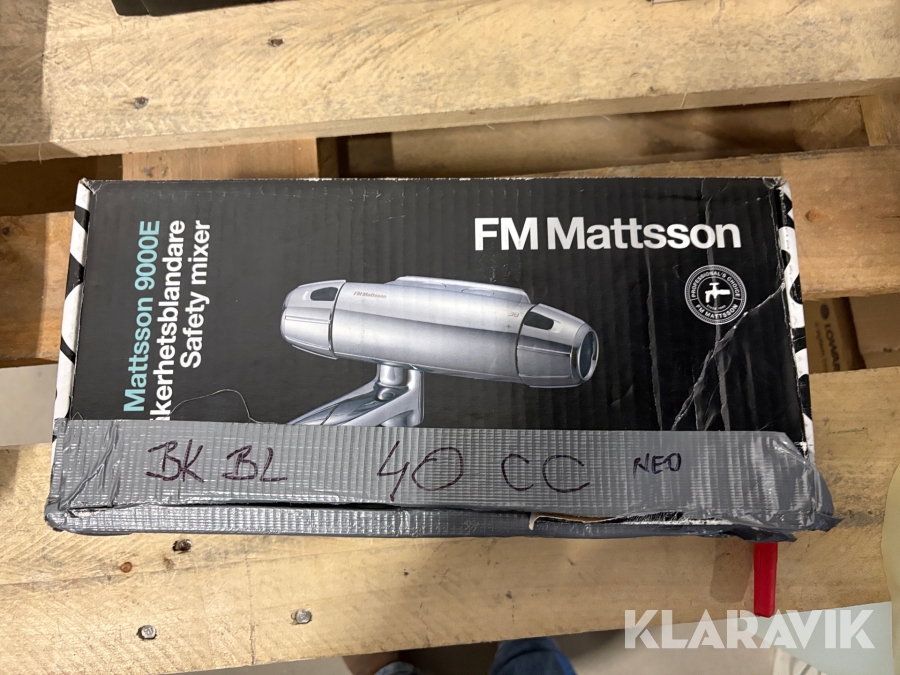 FM Mattsson
Mattsson 9000E
kerhetsblandare
Safety mixer
FM Mattsson
38
PROFESSIONAL'S CHOICE
FM MATTSSON
BK BL 40 CC NEO
KLARAVIK